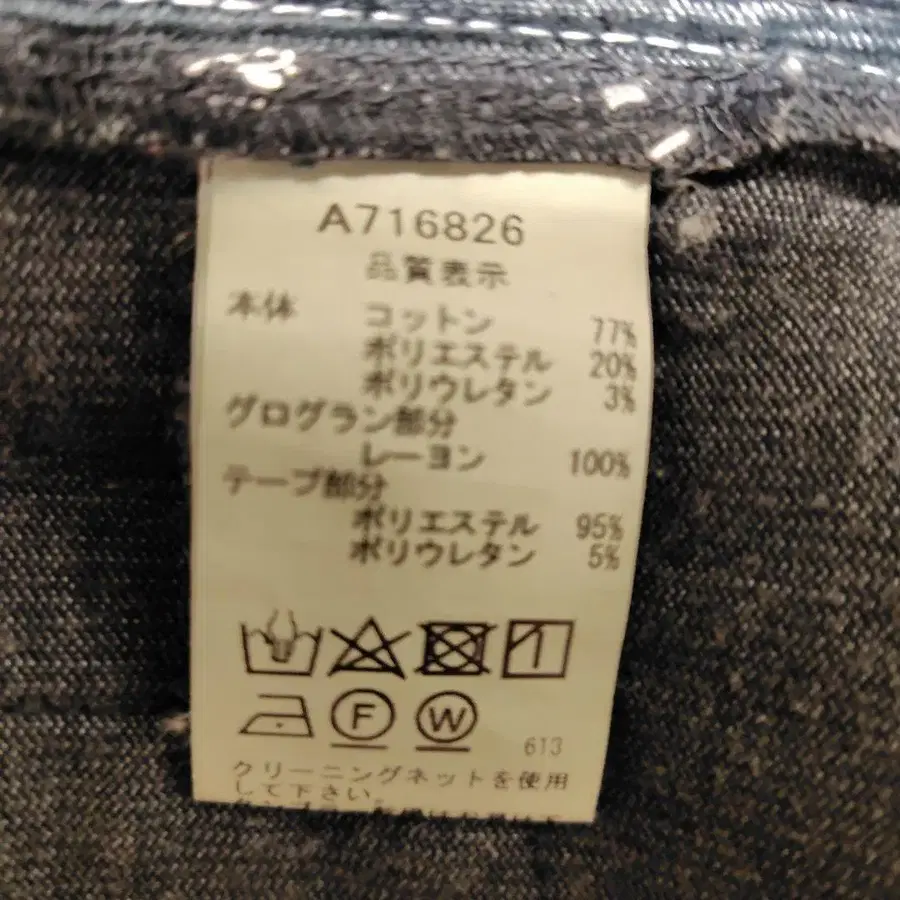 A716826
品質表示
本体 コットン 77%
ポリエステル 20%
ポリウレタン 3%
グログラン部分
レーヨン 100%
テープ部分
ポリエステル 95%
ポリウレタン 5%
F W 613
クリーニングネットを使用
して下さい。